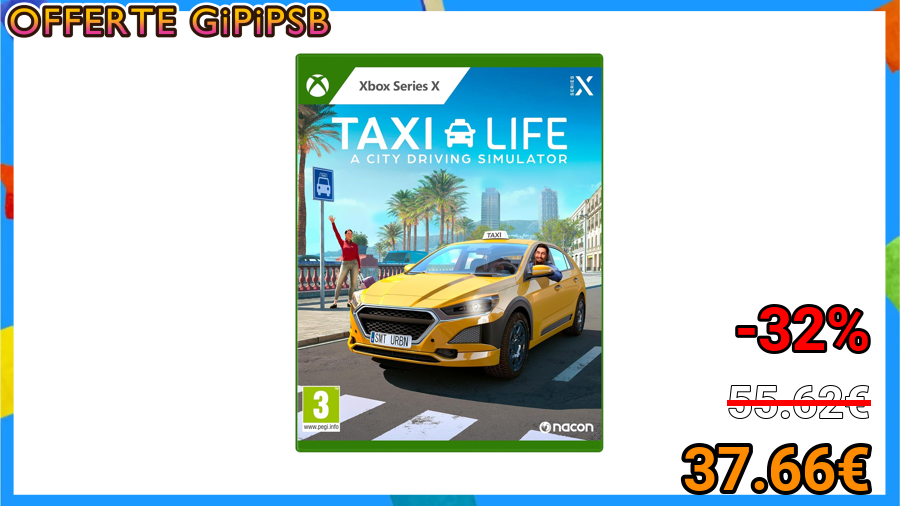 OFFERTE GiPiPSB
Xbox Series X
SERIES X
TAXI LIFE
A CITY DRIVING SIMULATOR
TAXI
SMT URBN
3
www.pegi.info
nacon
-32%
55.62€
37.66€